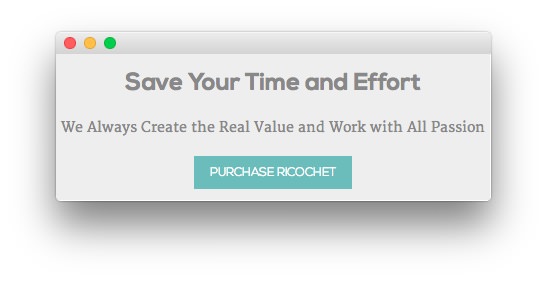 Save Your Time and Effort
We Always Create the Real Value and Work with All Passion
PURCHASE RICOCHET